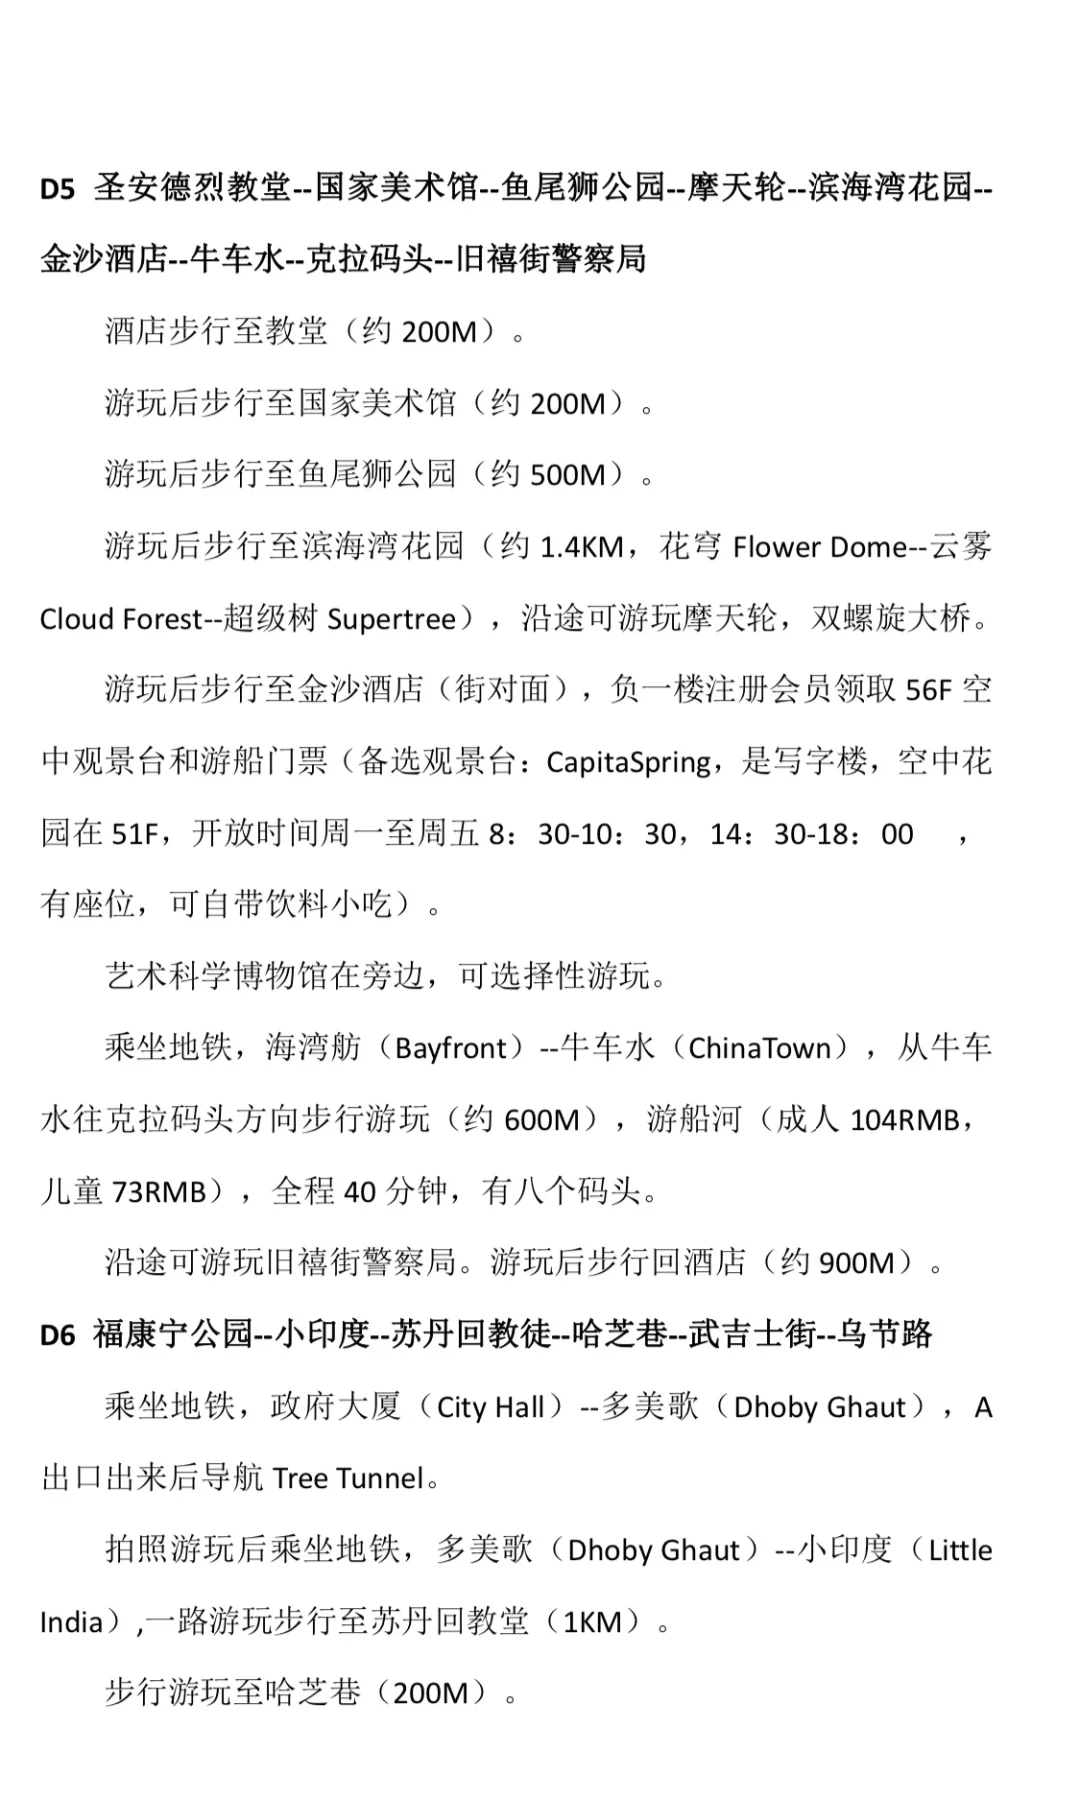 D5 圣安德烈教堂--国家美术馆--鱼尾狮公园--摩天轮--滨海湾花园--
金沙酒店--牛车水--克拉码头--旧禧街警察局
酒店步行至教堂（约 200M）。
游玩后步行至国家美术馆（约 200M）。
游玩后步行至鱼尾狮公园（约 500M）。
游玩后步行至滨海湾花园（约 1.4KM，花穹 Flower Dome--云雾
Cloud Forest--超级树 Supertree），沿途可游玩摩天轮，双螺旋大桥。
游玩后步行至金沙酒店（街对面），负一楼注册会员领取 56F 空
中观景台和游船门票（备选观景台：CapitaSpring，是写字楼，空中花
园在 51F，开放时间周一至周五 8：30-10：30，14：30-18：00 ，
有座位，可自带饮料小吃）。
艺术科学博物馆在旁边，可选择性游玩。
乘坐地铁，海湾舫（Bayfront）--牛车水（ChinaTown），从牛车
水往克拉码头方向步行游玩（约 600M），游船河（成人 104RMB，
儿童 73RMB），全程 40 分钟，有八个码头。
沿途可游玩旧禧街警察局。游玩后步行回酒店（约 900M）。
D6 福康宁公园--小印度--苏丹回教徒--哈芝巷--武吉士街--乌节路
乘坐地铁，政府大厦（City Hall）--多美歌（Dhoby Ghaut），A
出口出来后导航 Tree Tunnel。
拍照游玩后乘坐地铁，多美歌（Dhoby Ghaut）--小印度（Little
India）,一路游玩步行至苏丹回教堂（1KM）。
步行游玩至哈芝巷（200M）。